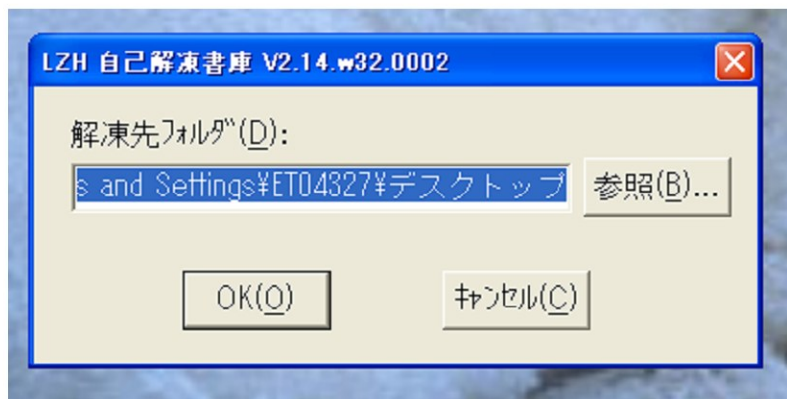 LZH 自己解凍書庫 V2.14.w32.0002
解凍先ﾌｫﾙﾀﾞ(D):
s and Settings¥ET04327¥デスクトップ
参照(B)...
OK(O)
ｷｬﾝｾﾙ(C)